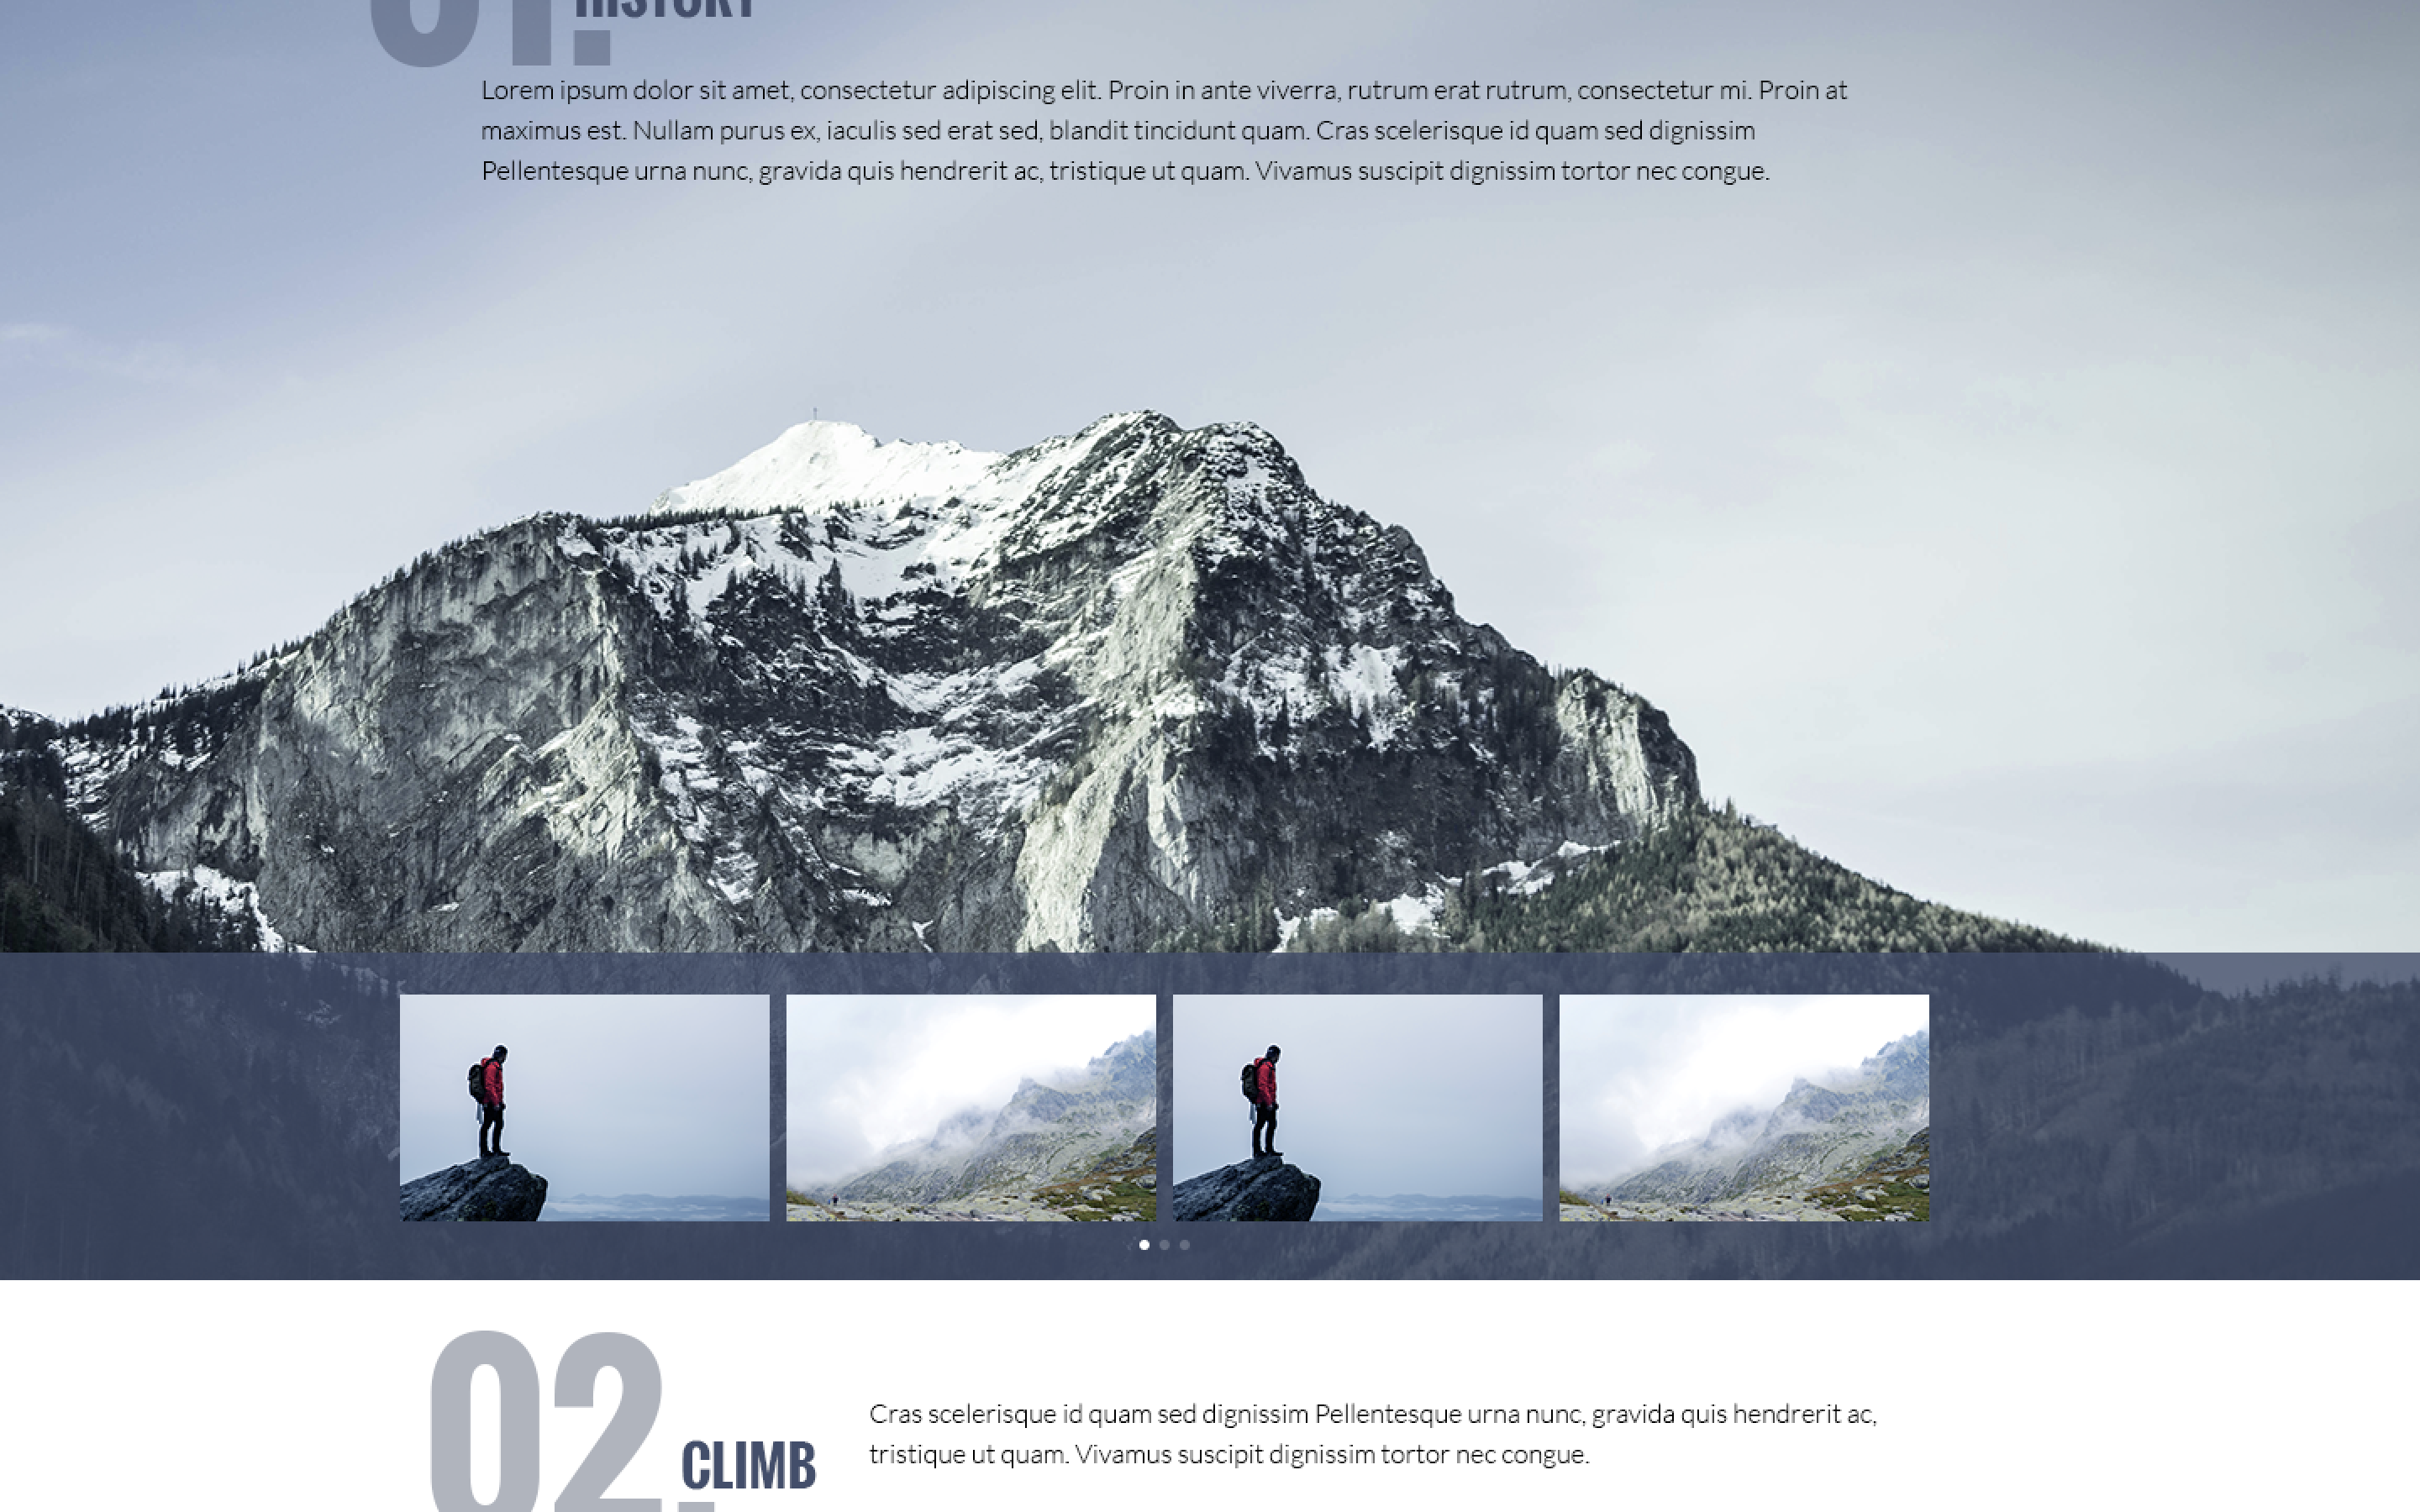 01. HISTORY
Lorem ipsum dolor sit amet, consectetur adipiscing elit. Proin in ante viverra, rutrum erat rutrum, consectetur mi. Proin at
maximus est. Nullam purus ex, iaculis sed erat sed, blandit tincidunt quam. Cras scelerisque id quam sed dignissim
Pellentesque urna nunc, gravida quis hendrerit ac, tristique ut quam. Vivamus suscipit dignissim tortor nec congue.
02. CLIMB
Cras scelerisque id quam sed dignissim Pellentesque urna nunc, gravida quis hendrerit ac,
tristique ut quam. Vivamus suscipit dignissim tortor nec congue.